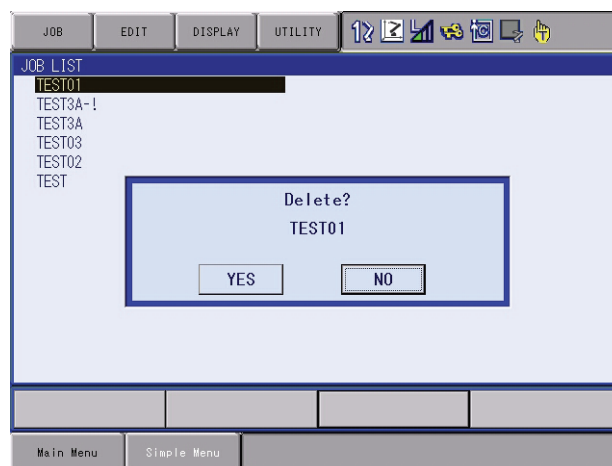 JOB EDIT DISPLAY UTILITY
JOB LIST
TEST01
TEST3A-!
TEST3A
TEST03
TEST02
TEST
Delete?
TEST01
YES NO
Main Menu Simple Menu